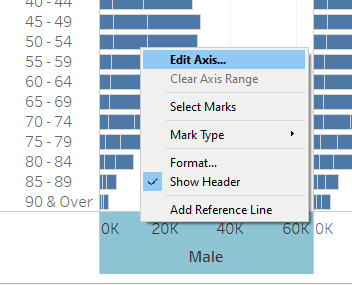 40 - 44
45 - 49
50 - 54
55 - 59
60 - 64
65 - 69
70 - 74
75 - 79
80 - 84
85 - 89
90 & Over
Edit Axis...
Clear Axis Range
Select Marks
Mark Type
Format...
Show Header
Add Reference Line
0K 20K 40K 60K 0K
Male